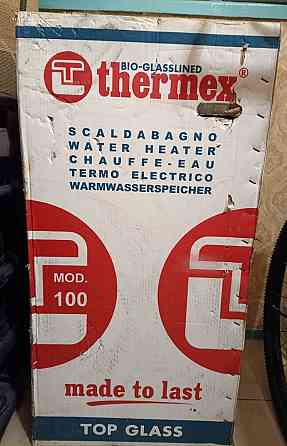 BIO-GLASSLINED
thermex®
SCALDABAGNO
WATER HEATER
CHAUFFE-EAU
TERMO ELECTRICO
WARMWASSERSPEICHER
MOD.
100
made to last
TOP GLASS